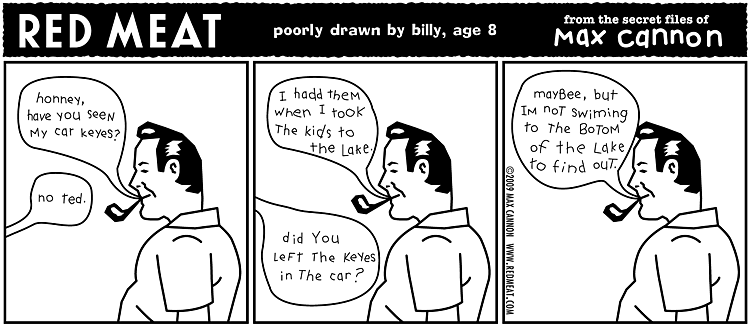 RED MEAT
poorly drawn by billy, age 8
from the secret files of
Max Cannon
honney,
have you seen
My car keyes?
no ted.
I hadd them
when I took
The kids to
the Lake.
did You
Left The Keyes
in The car?
mayBee, but
IM noT swiming
to The BoToM
of the Lake
to find ouT.
©2009 MAX CANNON WWW.REDMEAT.COM